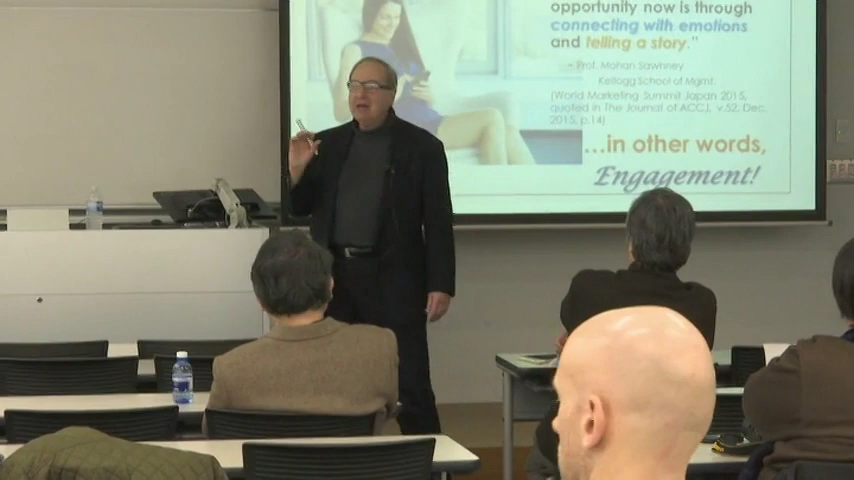 opportunity now is through
connecting with emotions
and telling a story."
- Prof. Mohan Sawhney
Kellogg School of Mgmt.
(World Marketing Summit Japan 2015,
quoted in The Journal of ACCJ, v.52, Dec.
2015, p.14)
...in other words,
Engagement!